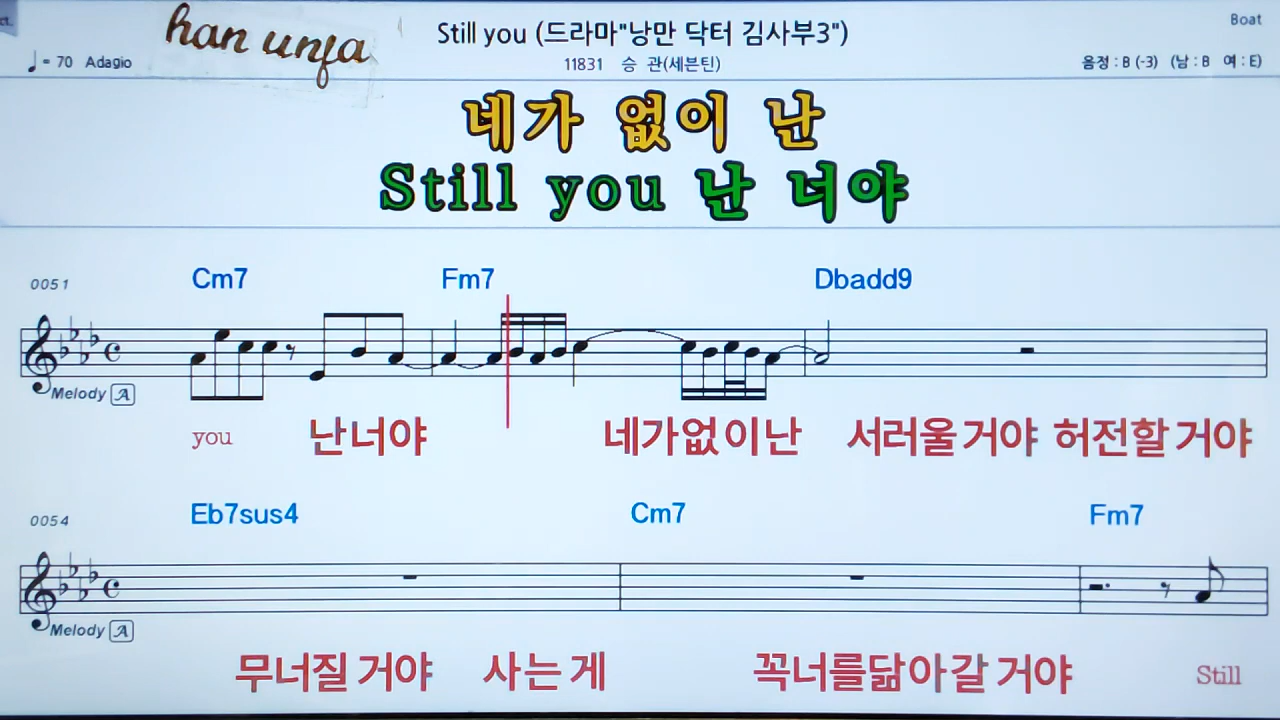 ct.
han unfa
Still you (드라마"낭만 닥터 김사부3")
Boat
♩= 70 Adagio
11831 승 관(세븐틴)
음정 : B (-3) (남 : B 여 : E)
네가 없이 난
Still you 난 너야
0051
Cm7 Fm7 Dbadd9
Melody A
you 난너야 네가없이난 서러울거야 허전할거야
0054
Eb7sus4 Cm7 Fm7
Melody A
무너질 거야 사는 게 꼭너를닮아갈 거야 Still